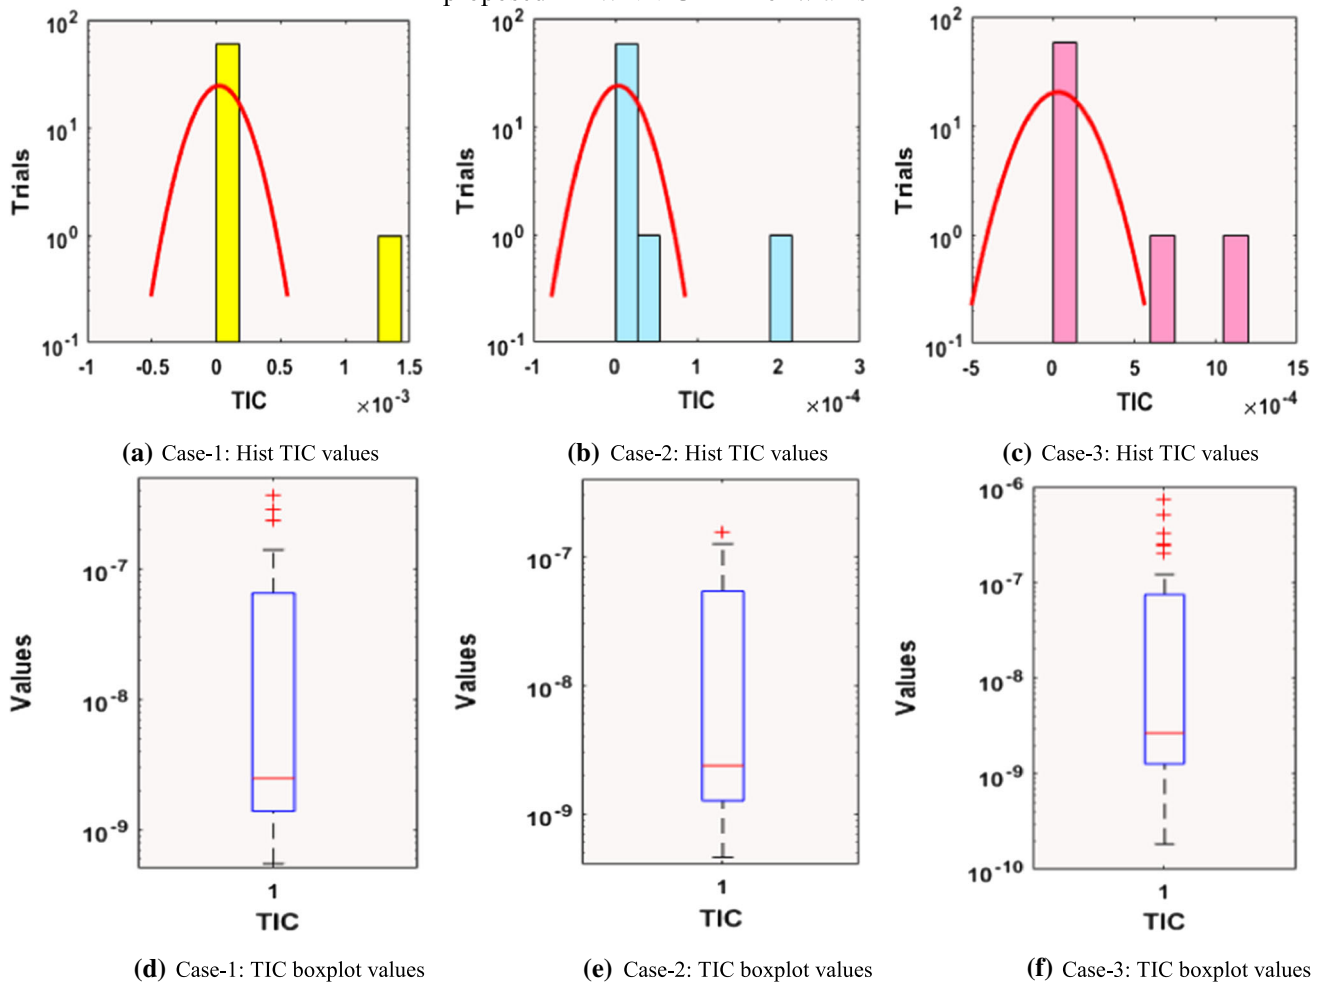 10^2
10^1
10^0
10^-1
Trials
-1 -0.5 0 0.5 1 1.5
TIC ×10^-3
(a) Case-1: Hist TIC values
10^2
10^1
10^0
10^-1
Trials
-1 0 1 2 3
TIC ×10^-4
(b) Case-2: Hist TIC values
10^2
10^1
10^0
10^-1
Trials
-5 0 5 10 15
TIC ×10^-4
(c) Case-3: Hist TIC values
10^-7
10^-8
10^-9
Values
1
TIC
(d) Case-1: TIC boxplot values
10^-7
10^-8
10^-9
Values
1
TIC
(e) Case-2: TIC boxplot values
10^-6
10^-7
10^-8
10^-9
10^-10
Values
1
TIC
(f) Case-3: TIC boxplot values